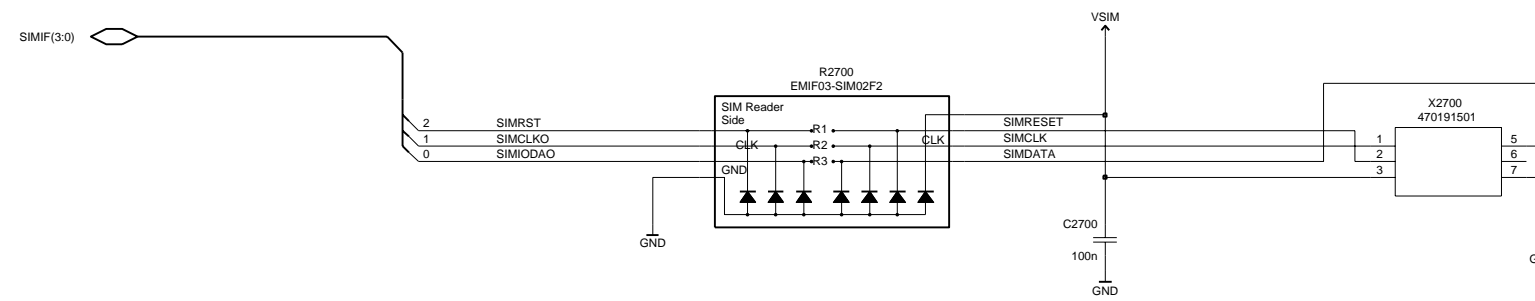 VSIM
SIMIF(3:0)
R2700
EMIF03-SIM02F2
SIM Reader
Side
X2700
470191501
2 SIMRST R1 SIMRESET
1 SIMCLKO CLK R2 CLK SIMCLK 1 5
0 SIMIODAO R3 SIMDATA 2 6
GND 3 7
C2700
GND
100n
G
GND